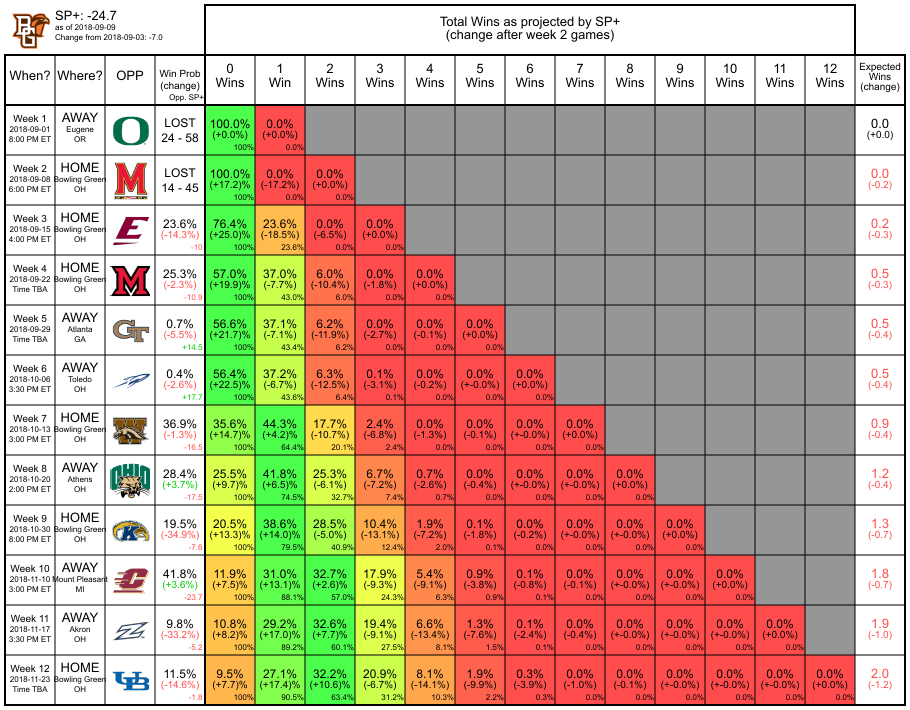 SP+: -24.7
as of 2018-09-09
Change from 2018-09-03: -7.0
Total Wins as projected by SP+
(change after week 2 games)
When? Where? OPP Win Prob (change) Opp. SP+ 0 Wins 1 Win 2 Wins 3 Wins 4 Wins 5 Wins 6 Wins 7 Wins 8 Wins 9 Wins 10 Wins 11 Wins 12 Wins Expected Wins (change)
Week 1 AWAY LOST 100.0% 0.0% 0.0
2018-09-01 Eugene (+0.0%) (+0.0%) (+0.0)
8:00 PM ET OR 24 - 58 100% 0.0%
Week 2 HOME LOST 100.0% 0.0% 0.0% 0.0
2018-09-08 Bowling Green (+17.2)% (-17.2%) (+0.0%) (-0.2)
6:00 PM ET OH 14 - 45 100% 0.0% 0.0%
Week 3 HOME 23.6% 76.4% 23.6% 0.0% 0.0% 0.2
2018-09-15 Bowling Green (-14.3%) (+25.0)% (-18.5%) (-6.5%) (+0.0%) (-0.3)
4:00 PM ET OH -10 100% 23.6% 0.0% 0.0%
Week 4 HOME 25.3% 57.0% 37.0% 6.0% 0.0% 0.0% 0.5
2018-09-22 Bowling Green (-2.3%) (+19.9)% (-7.7%) (-10.4%) (-1.8%) (+0.0%) (-0.3)
Time TBA OH -10.9 100% 43.0% 6.0% 0.0% 0.0%
Week 5 AWAY GT 0.7% 56.6% 37.1% 6.2% 0.0% 0.0% 0.0% 0.5
2018-09-29 Atlanta (-5.5%) (+21.7)% (-7.1%) (-11.9%) (-2.7%) (-0.1%) (+0.0%) (-0.4)
Time TBA GA +14.5 100% 43.4% 6.2% 0.0% 0.0% 0.0%
Week 6 AWAY 0.4% 56.4% 37.2% 6.3% 0.1% 0.0% 0.0% 0.0% 0.5
2018-10-06 Toledo (-2.6%) (+22.5)% (-6.7%) (-12.5%) (-3.1%) (-0.2%) (+-0.0%) (+0.0%) (-0.4)
3:30 PM ET OH +17.7 100% 43.6% 6.4% 0.1% 0.0% 0.0% 0.0%
Week 7 HOME 36.9% 35.6% 44.3% 17.7% 2.4% 0.0% 0.0% 0.0% 0.0% 0.9
2018-10-13 Bowling Green (-1.3%) (+14.7)% (+4.2)% (-10.7%) (-6.8%) (-1.3%) (-0.1%) (+-0.0%) (+0.0%) (-0.4)
3:00 PM ET OH -16.5 100% 64.4% 20.1% 2.4% 0.0% 0.0% 0.0% 0.0%
Week 8 AWAY OHIO 28.4% 25.5% 41.8% 25.3% 6.7% 0.7% 0.0% 0.0% 0.0% 0.0% 1.2
2018-10-20 Athens (+3.7%) (+9.7)% (+6.5)% (-6.1%) (-7.2%) (-2.6%) (-0.4%) (+-0.0%) (+-0.0%) (+0.0%) (-0.4)
2:00 PM ET OH -17.5 100% 74.5% 32.7% 7.4% 0.7% 0.0% 0.0% 0.0% 0.0%
Week 9 HOME 19.5% 20.5% 38.6% 28.5% 10.4% 1.9% 0.1% 0.0% 0.0% 0.0% 0.0% 1.3
2018-10-30 Bowling Green (-34.9%) (+13.3)% (+14.0)% (-5.0%) (-13.1%) (-7.2%) (-1.8%) (+-0.2%) (+-0.0%) (+-0.0%) (+0.0%) (-0.7)
8:00 PM ET OH -7.6 100% 79.5% 40.9% 12.4% 2.0% 0.1% 0.0% 0.0% 0.0% 0.0%
Week 10 AWAY 41.8% 11.9% 31.0% 32.7% 17.9% 5.4% 0.9% 0.1% 0.0% 0.0% 0.0% 0.0% 1.8
2018-11-10 Mount Pleasant (+3.6%) (+7.5)% (+13.1)% (+2.6)% (-9.3%) (-9.1%) (-3.8%) (-0.8%) (-0.1%) (+-0.0%) (+-0.0%) (+0.0%) (-0.7)
3:00 PM ET MI -23.7 100% 88.1% 57.0% 24.3% 6.3% 0.9% 0.1% 0.0% 0.0% 0.0% 0.0%
Week 11 AWAY 9.8% 10.8% 29.2% 32.6% 19.4% 6.6% 1.3% 0.1% 0.0% 0.0% 0.0% 0.0% 0.0% 1.9
2018-11-17 Akron (-33.2%) (+8.2)% (+17.0)% (+7.7)% (-9.1%) (-13.4%) (-7.6%) (-2.4%) (-0.4%) (+-0.0%) (+-0.0%) (+-0.0%) (+0.0%) (-1.0)
3:30 PM ET OH -5.2 100% 89.2% 60.1% 27.5% 8.1% 1.5% 0.1% 0.0% 0.0% 0.0% 0.0% 0.0%
Week 12 HOME UB 11.5% 9.5% 27.1% 32.2% 20.9% 8.1% 1.9% 0.3% 0.0% 0.0% 0.0% 0.0% 0.0% 0.0% 2.0
2018-11-23 Bowling Green (-14.6%) (+7.7)% (+17.4)% (+10.6)% (-6.7%) (-14.1%) (-9.9%) (-3.9%) (-1.0%) (-0.1%) (+-0.0%) (+-0.0%) (+-0.0%) (+0.0%) (-1.2)
Time TBA OH -1.8 100% 90.5% 63.4% 31.2% 10.3% 2.2% 0.3% 0.0% 0.0% 0.0% 0.0% 0.0% 0.0%